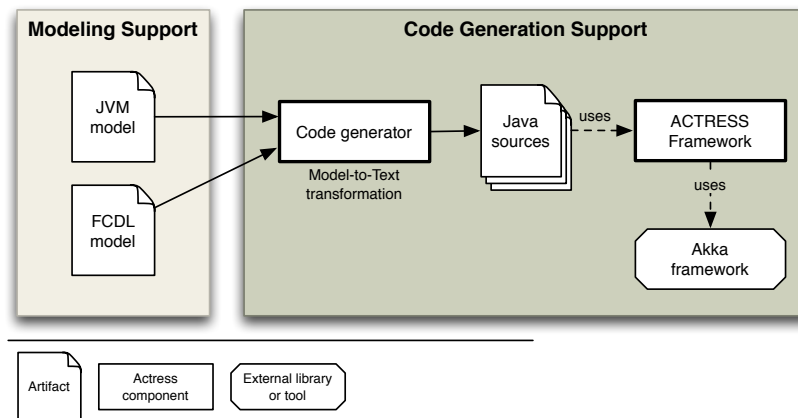 Modeling Support
Code Generation Support
JVM
model
FCDL
model
Code generator
Model-to-Text
transformation
Java
sources
uses
ACTRESS
Framework
uses
Akka
framework
Artifact
Actress
component
External library
or tool